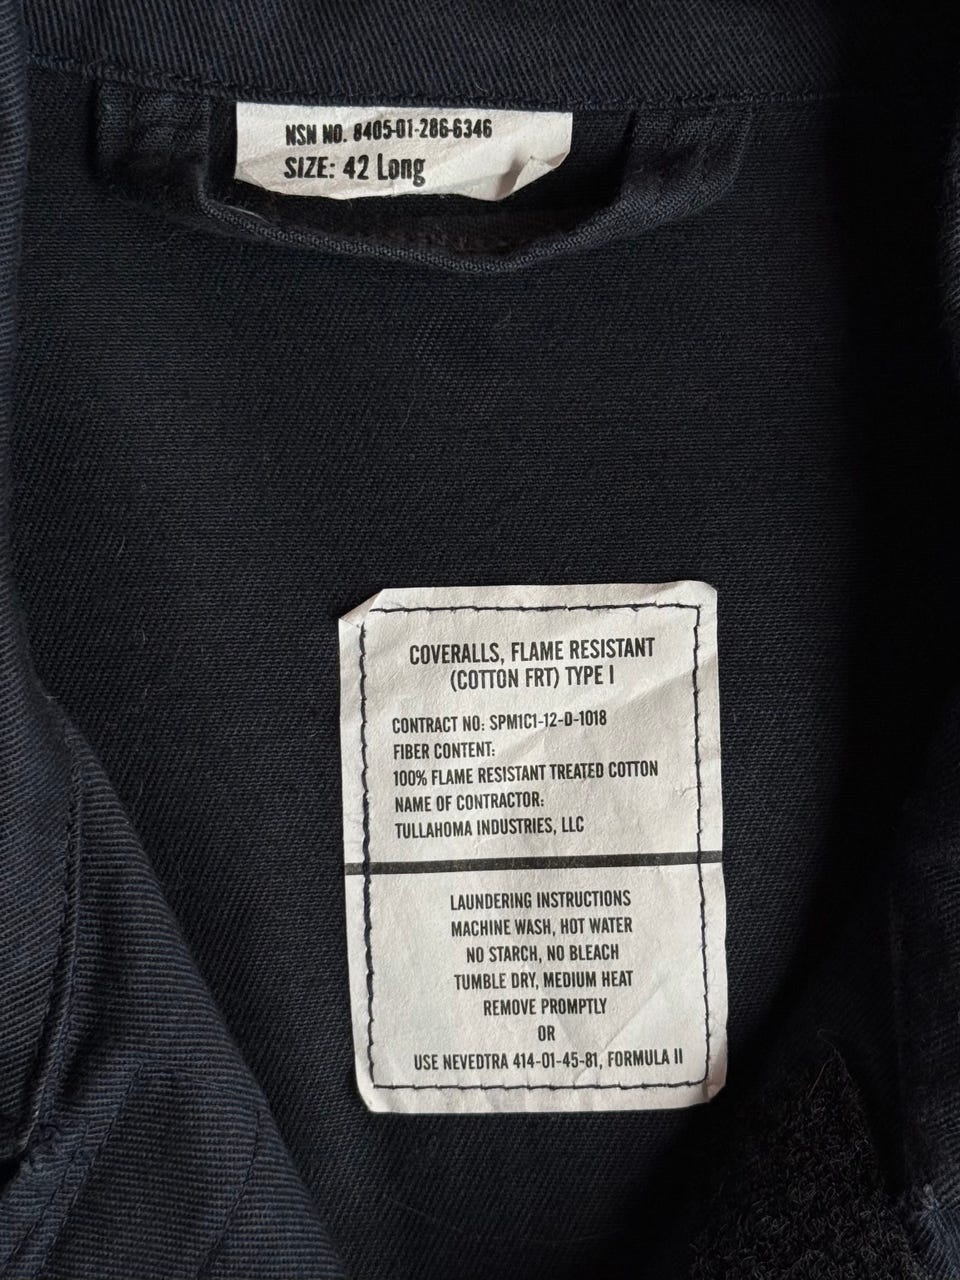 NSN NO. 8405-01-286-6346
SIZE: 42 Long
COVERALLS, FLAME RESISTANT
(COTTON FRT) TYPE I
CONTRACT NO: SPM1C1-12-D-1018
FIBER CONTENT:
100% FLAME RESISTANT TREATED COTTON
NAME OF CONTRACTOR:
TULLAHOMA INDUSTRIES, LLC
LAUNDERING INSTRUCTIONS
MACHINE WASH, HOT WATER
NO STARCH, NO BLEACH
TUMBLE DRY, MEDIUM HEAT
REMOVE PROMPTLY
OR
USE NEVEDTRA 414-01-45-81, FORMULA II